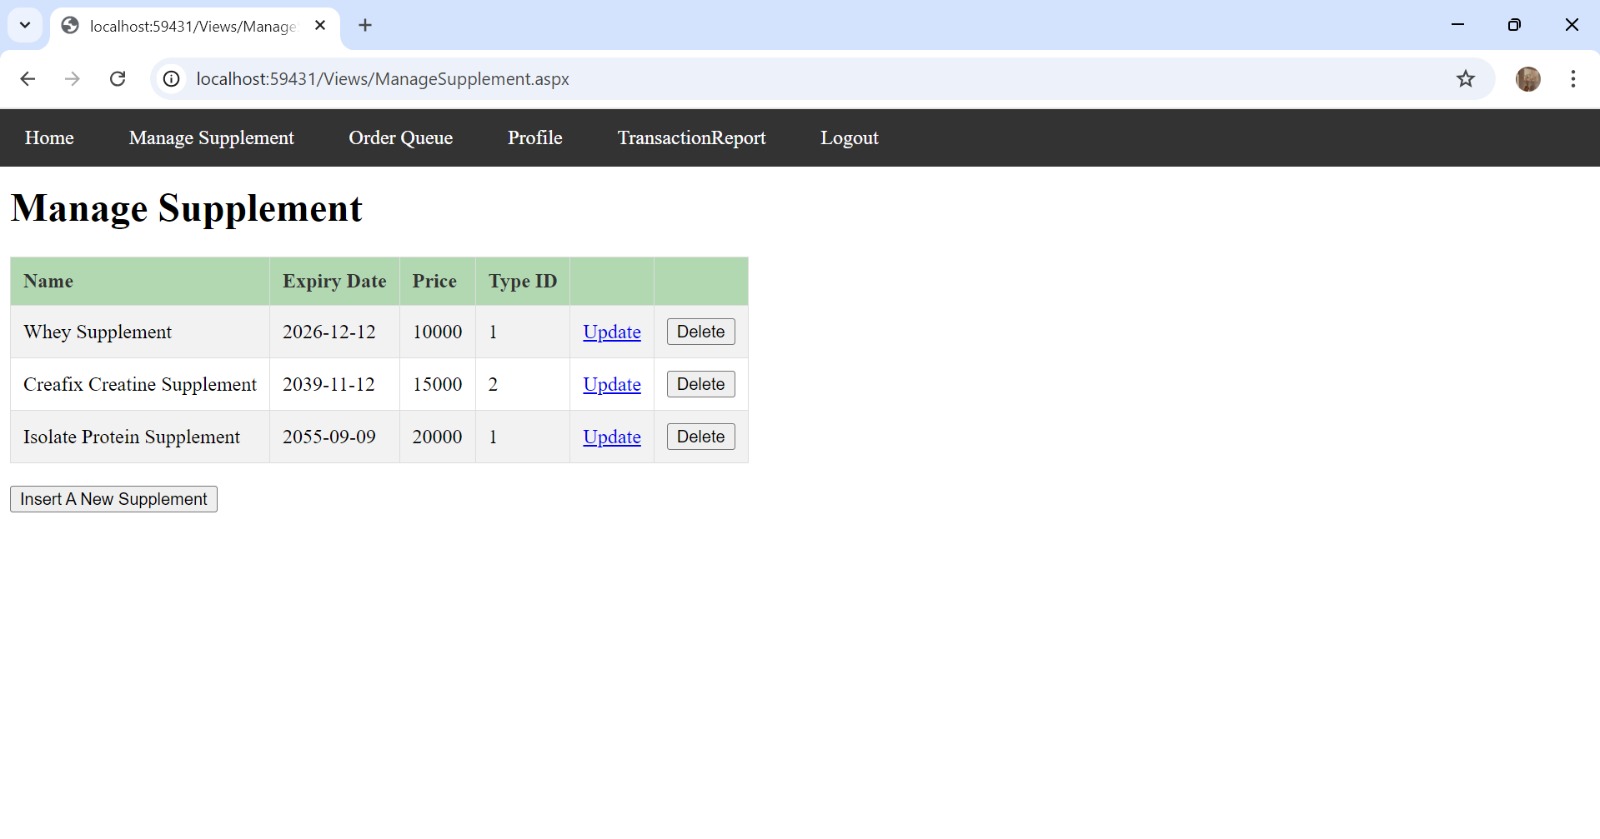 localhost:59431/Views/Manage
localhost:59431/Views/ManageSupplement.aspx
Home Manage Supplement Order Queue Profile TransactionReport Logout
Manage Supplement
Name Expiry Date Price Type ID
Whey Supplement 2026-12-12 10000 1 Update Delete
Creafix Creatine Supplement 2039-11-12 15000 2 Update Delete
Isolate Protein Supplement 2055-09-09 20000 1 Update Delete
Insert A New Supplement